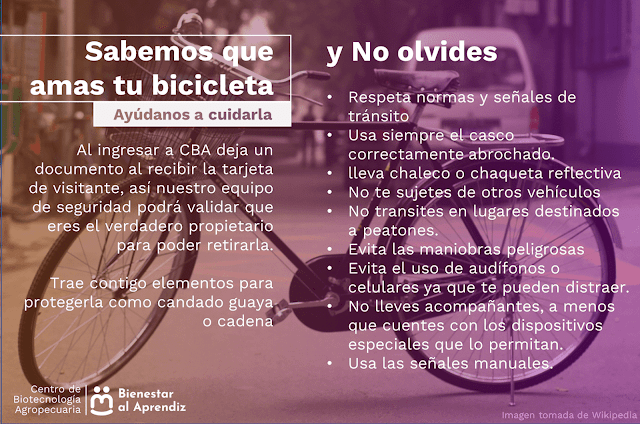 Sabemos que
amas tu bicicleta
Ayúdanos a cuidarla
Al ingresar a CBA deja un
documento al recibir la tarjeta
de visitante, así nuestro equipo
de seguridad podrá validar que
eres el verdadero propietario
para poder retirarla.
Trae contigo elementos para
protegerla como candado guaya
o cadena
y No olvides
• Respeta normas y señales de
tránsito
• Usa siempre el casco
correctamente abrochado.
• lleva chaleco o chaqueta reflectiva
• No te sujetes de otros vehículos
• No transites en lugares destinados
a peatones.
• Evita las maniobras peligrosas
• Evita el uso de audífonos o
celulares ya que te pueden distraer.
• No lleves acompañantes, a menos
que cuentes con los dispositivos
especiales que lo permitan.
• Usa las señales manuales.
Centro de
Biotecnología
Agropecuaria
Bienestar
al Aprendiz
Imagen tomada de Wikipedia